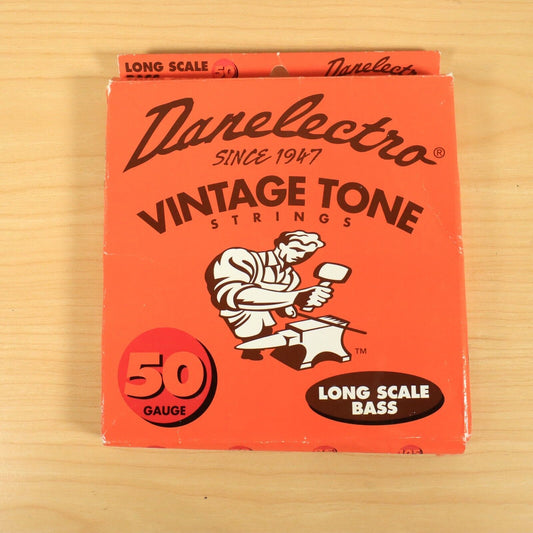 LONG SCALE
BASS
50
Danelectro
Danelectro®
SINCE 1947
VINTAGE TONE
STRINGS
™
50
GAUGE
LONG SCALE
BASS